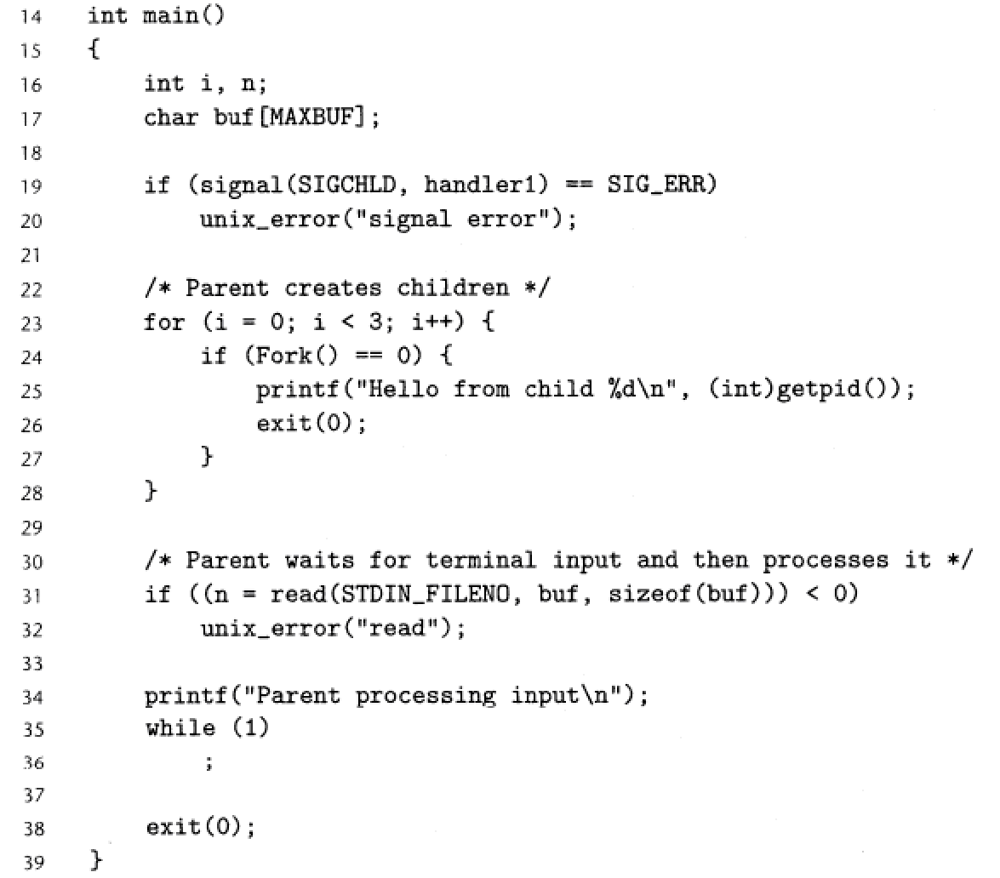 14 int main()
15 {
16 int i, n;
17 char buf[MAXBUF];
18
19 if (signal(SIGCHLD, handler1) == SIG_ERR)
20 unix_error("signal error");
21
22 /* Parent creates children */
23 for (i = 0; i < 3; i++) {
24 if (Fork() == 0) {
25 printf("Hello from child %d\n", (int)getpid());
26 exit(0);
27 }
28 }
29
30 /* Parent waits for terminal input and then processes it */
31 if ((n = read(STDIN_FILENO, buf, sizeof(buf))) < 0)
32 unix_error("read");
33
34 printf("Parent processing input\n");
35 while (1)
36 ;
37
38 exit(0);
39 }